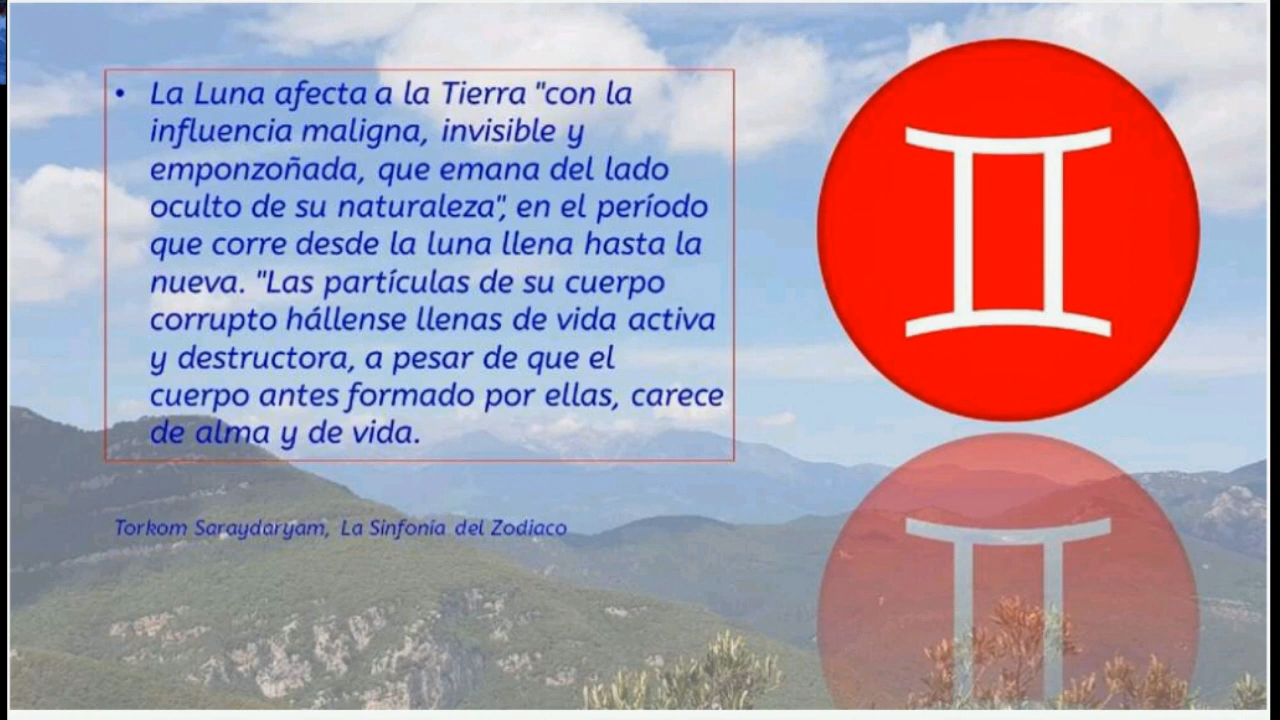 • La Luna afecta a la Tierra "con la
influencia maligna, invisible y
emponzoñada, que emana del lado
oculto de su naturaleza", en el período
que corre desde la luna llena hasta la
nueva. "Las partículas de su cuerpo
corrupto hállense llenas de vida activa
y destructora, a pesar de que el
cuerpo antes formado por ellas, carece
de alma y de vida.
Torkom Saraydaryam, La Sinfonía del Zodiaco